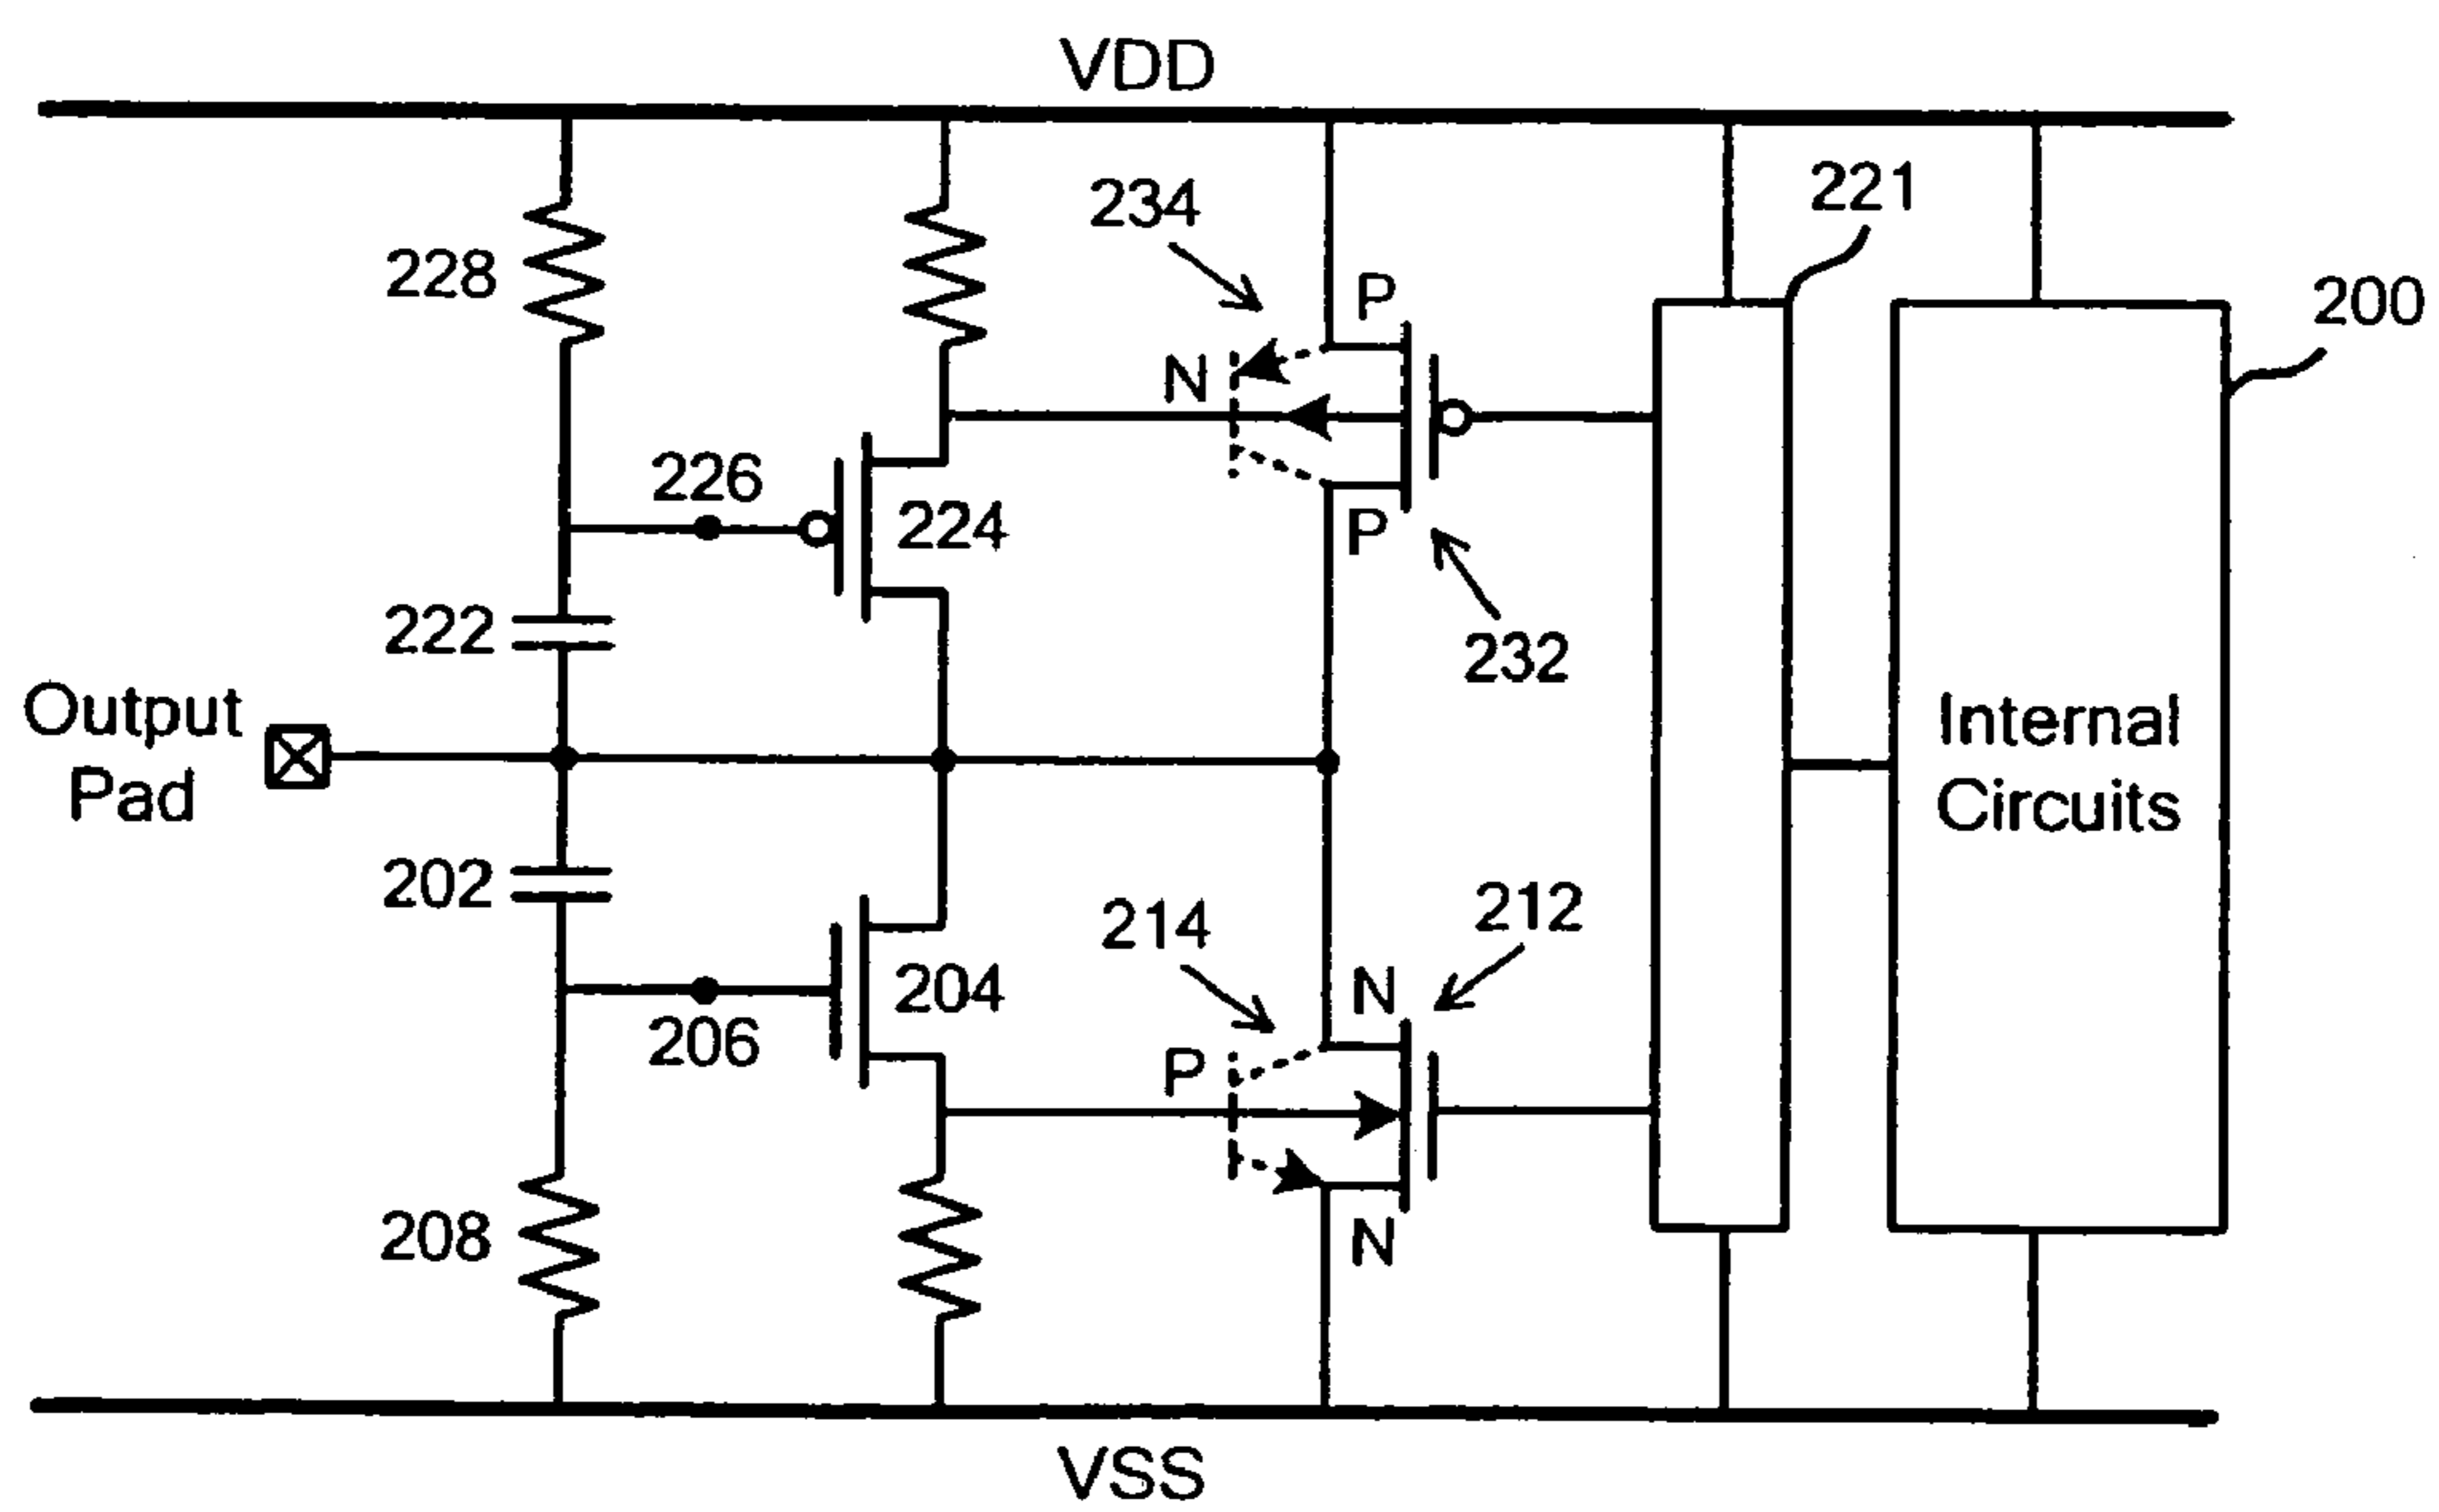 VDD
234
221
228
P
200
N
226
224
P
222
232
Output
Pad
Internal
Circuits
202
214
212
N
204
206
P
208
N
VSS